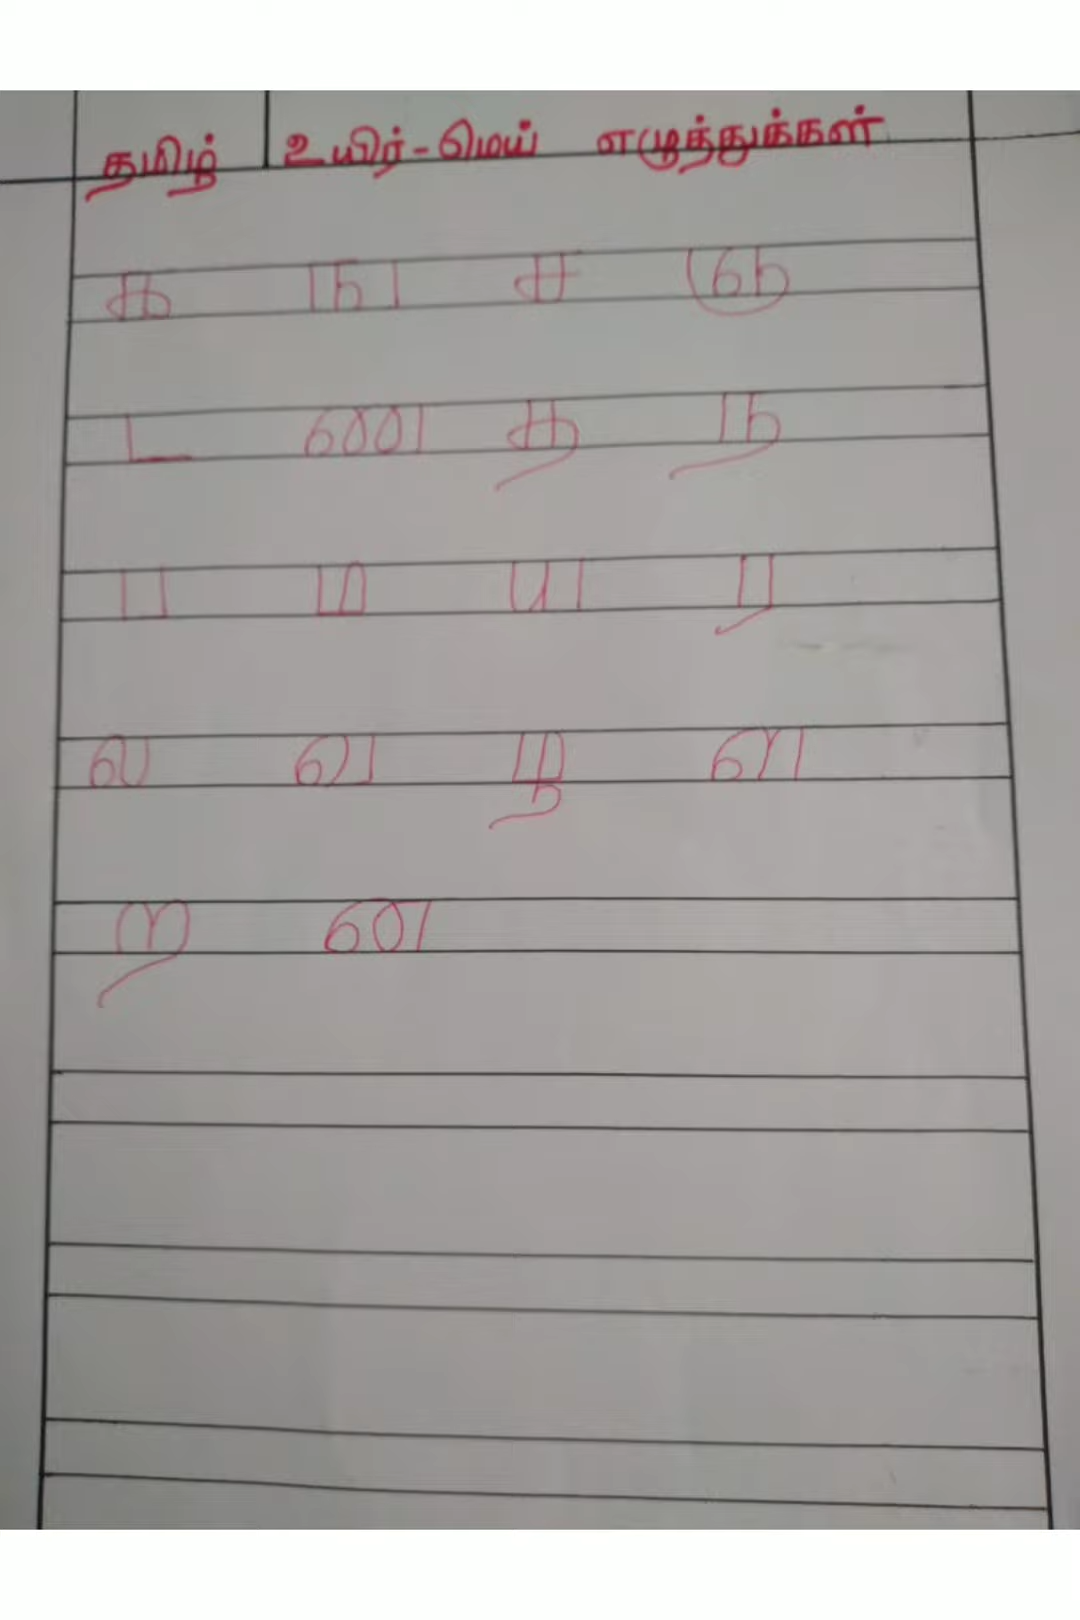 தமிழ் உயிர்-மெய் எழுத்துக்கள்
க ங ச ஞ
ட ண த ந
ப ம ய ர
ல வ ழ ள
ற ன